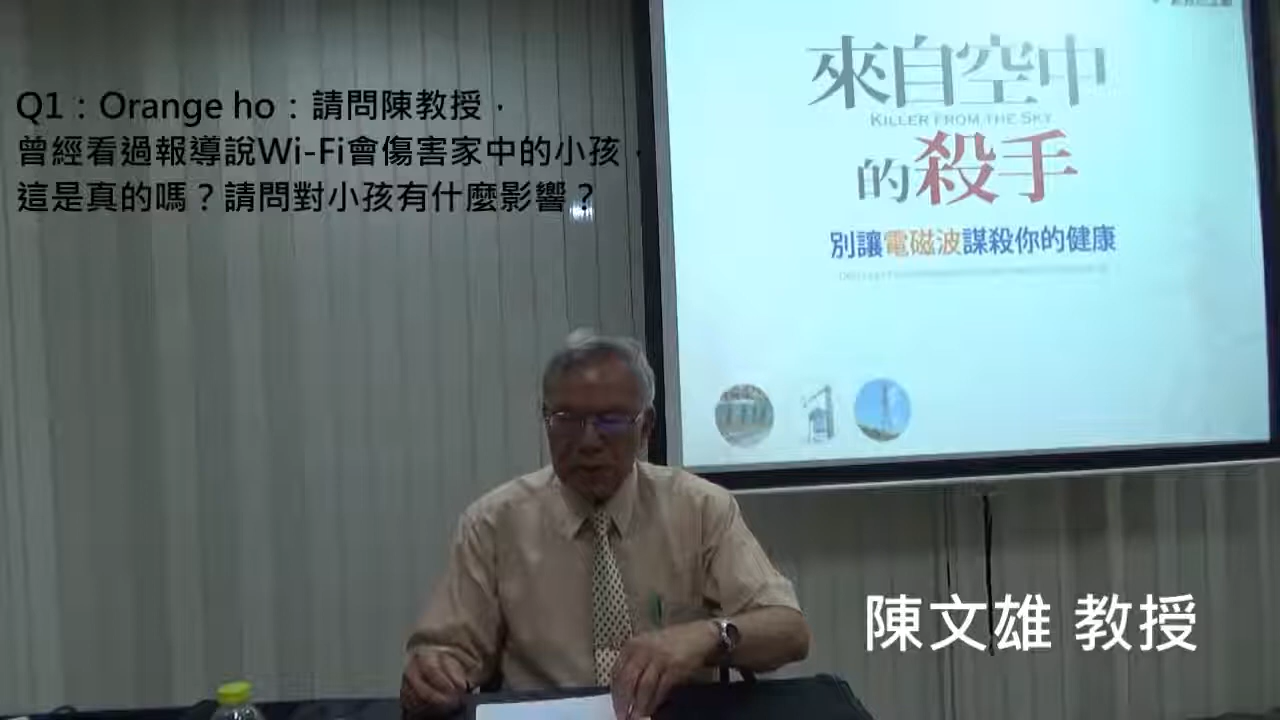 Q1：Orange ho：請問陳教授，
曾經看過報導說Wi-Fi會傷害家中的小孩，
這是真的嗎？請問對小孩有什麼影響？
來自空中
KILLER FROM THE SKY
的殺手
別讓電磁波謀殺你的健康
陳文雄 教授